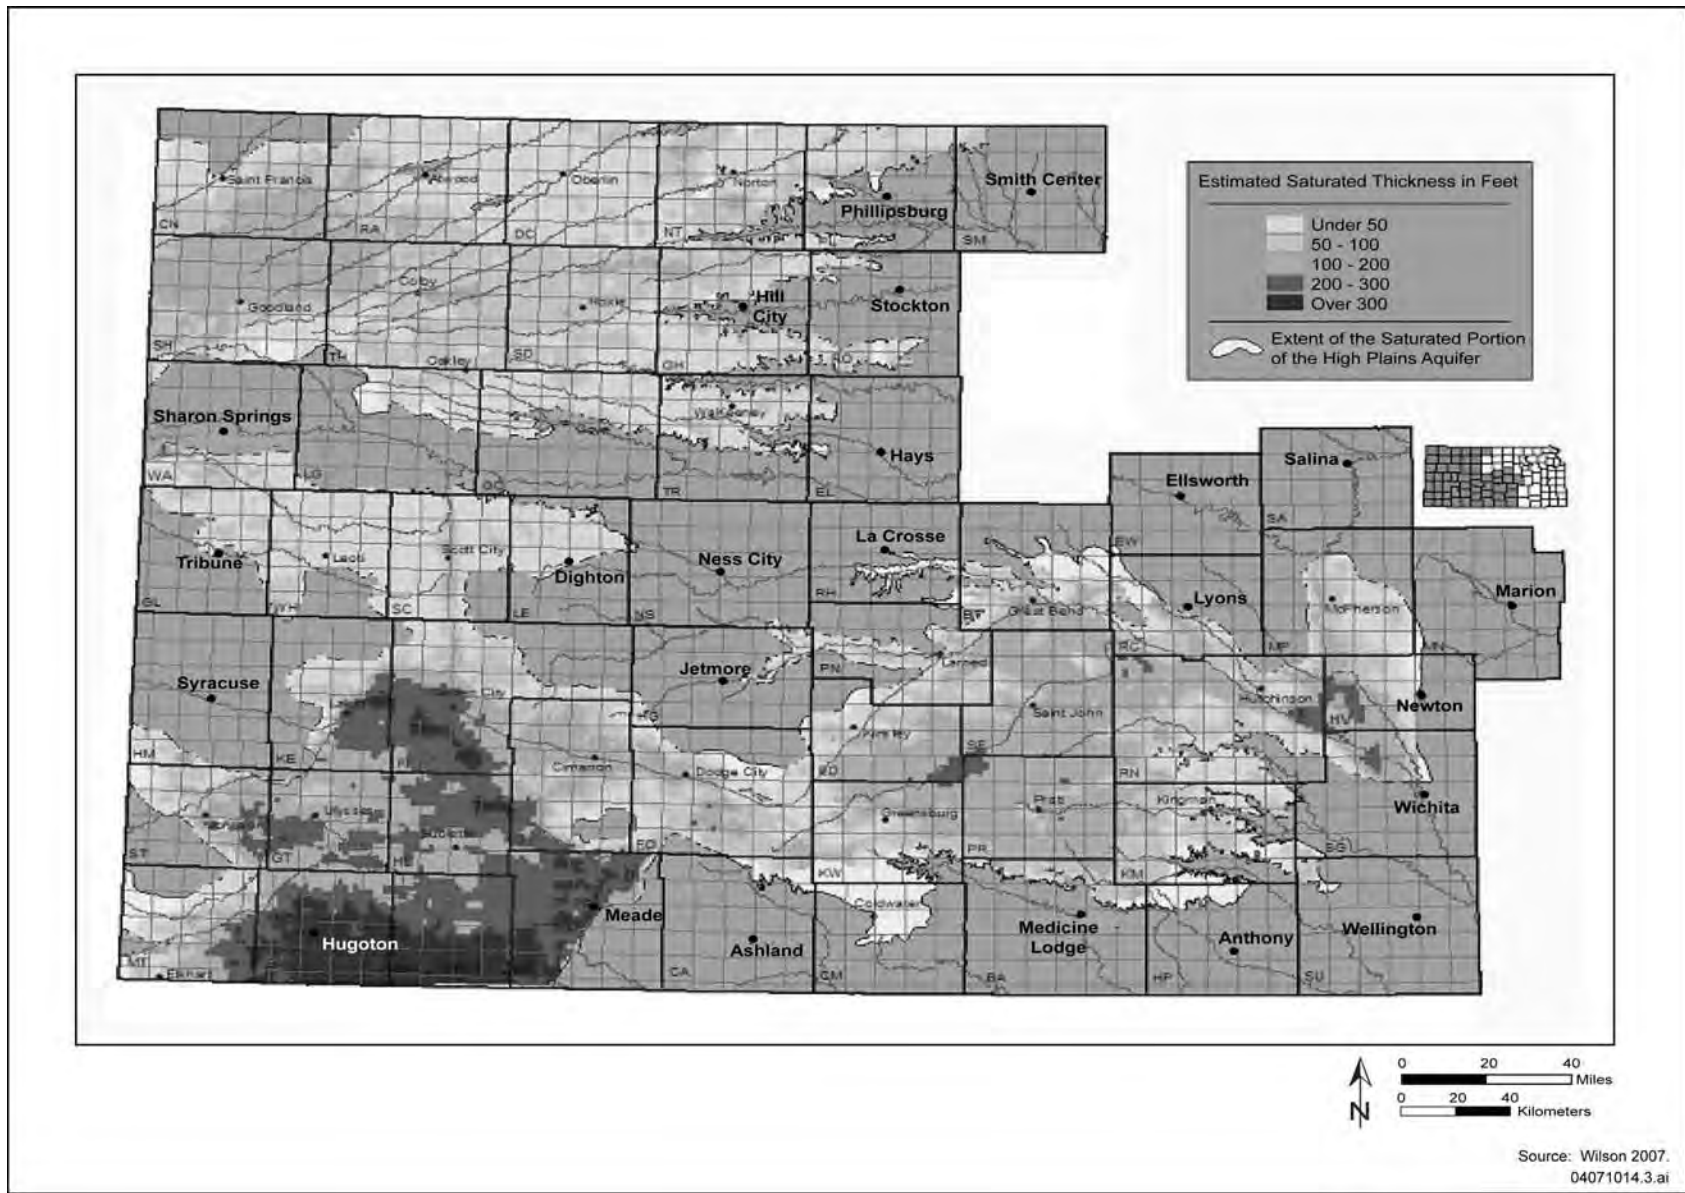 Saint Francis
Atwood
Oberlin
Norton
Phillipsburg
Smith Center
CN
RA
DC
NT
SM
Goodland
Colby
Hoxie
Hill
City
Stockton
SH
TH
Oakley
SD
GH
RO
Sharon Springs
WaKeeney
Gove
Hays
WA
LG
TR
EL
Ellsworth
Salina
SA
EW
Tribune
Leoti
Scott City
Dighton
Ness City
La Crosse
Great Bend
Lyons
McPherson
Marion
GL
WH
SC
LE
NS
RH
BT
RC
MP
MN
Syracuse
City
Jetmore
PN
Larned
Hutchinson
HV
Newton
Saint John
Kinsley
HM
KE
HG
SF
Cimarron
Dodge City
RN
Wichita
Ulysses
Greensburg
Pratt
Kingman
ST
GT
FO
KW
PR
KM
SG
Hugoton
Meade
Ashland
Coldwater
Medicine
Lodge
Anthony
Wellington
MT
Elkhart
CA
CM
BA
HP
SU
Estimated Saturated Thickness in Feet
Under 50
50 - 100
100 - 200
200 - 300
Over 300
Extent of the Saturated Portion
of the High Plains Aquifer
N
0 20 40
Miles
0 20 40
Kilometers
Source: Wilson 2007.
04071014.3.ai